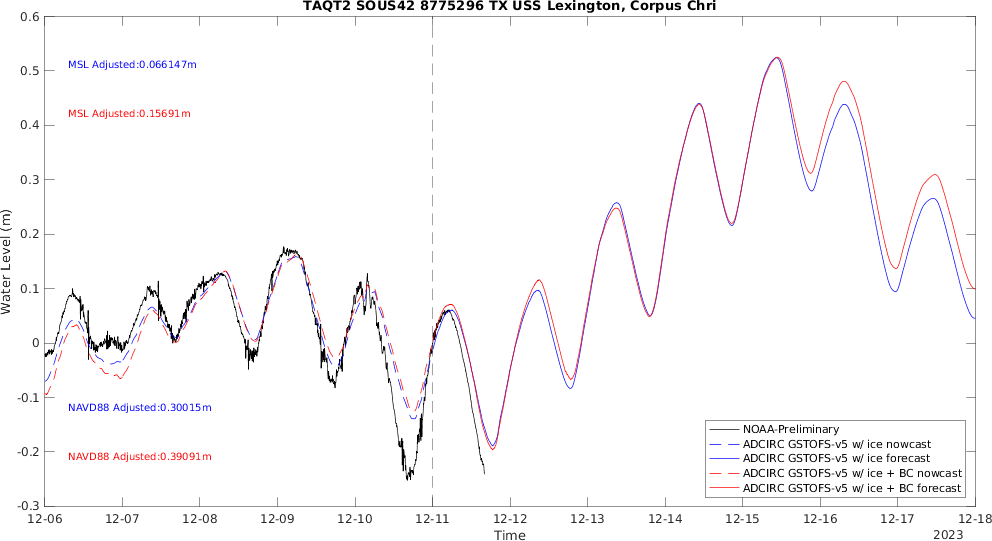 TAQT2 SOUS42 8775296 TX USS Lexington, Corpus Chri
0.6
0.5
0.4
0.3
0.2
0.1
0
-0.1
-0.2
-0.3
Water Level (m)
MSL Adjusted:0.066147m
MSL Adjusted:0.15691m
NAVD88 Adjusted:0.30015m
NAVD88 Adjusted:0.39091m
NOAA-Preliminary
ADCIRC GSTOFS-v5 w/ ice nowcast
ADCIRC GSTOFS-v5 w/ ice forecast
ADCIRC GSTOFS-v5 w/ ice + BC nowcast
ADCIRC GSTOFS-v5 w/ ice + BC forecast
12-06 12-07 12-08 12-09 12-10 12-11 12-12 12-13 12-14 12-15 12-16 12-17 12-18
Time
2023